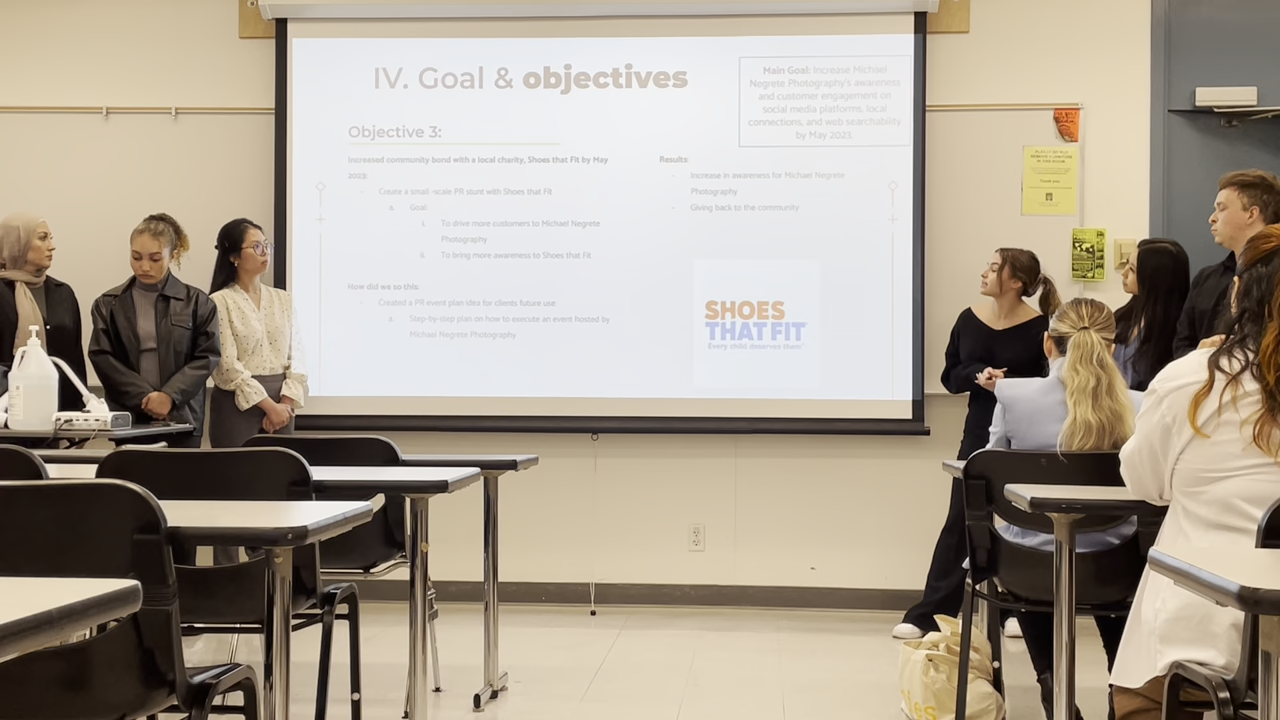 IV. Goal & objectives
Main Goal: Increase Michael
Negrete Photography's awareness
and customer engagement on
social media platforms, local
connections, and web searchability
by May 2023.
Objective 3:
Increased community bond with a local charity, Shoes that Fit by May
2023:
- Create a small -scale PR stunt with Shoes that Fit
a. Goal:
i. To drive more customers to Michael Negrete
Photography
ii. To bring more awareness to Shoes that Fit.
How did we so this:
- Created a PR event plan idea for clients future use
a. Step-by-step plan on how to execute an event hosted by
Michael Negrete Photography
Results:
- Increase in awareness for Michael Negrete
Photography
- Giving back to the community
SHOES
THAT FIT
Every child deserves them